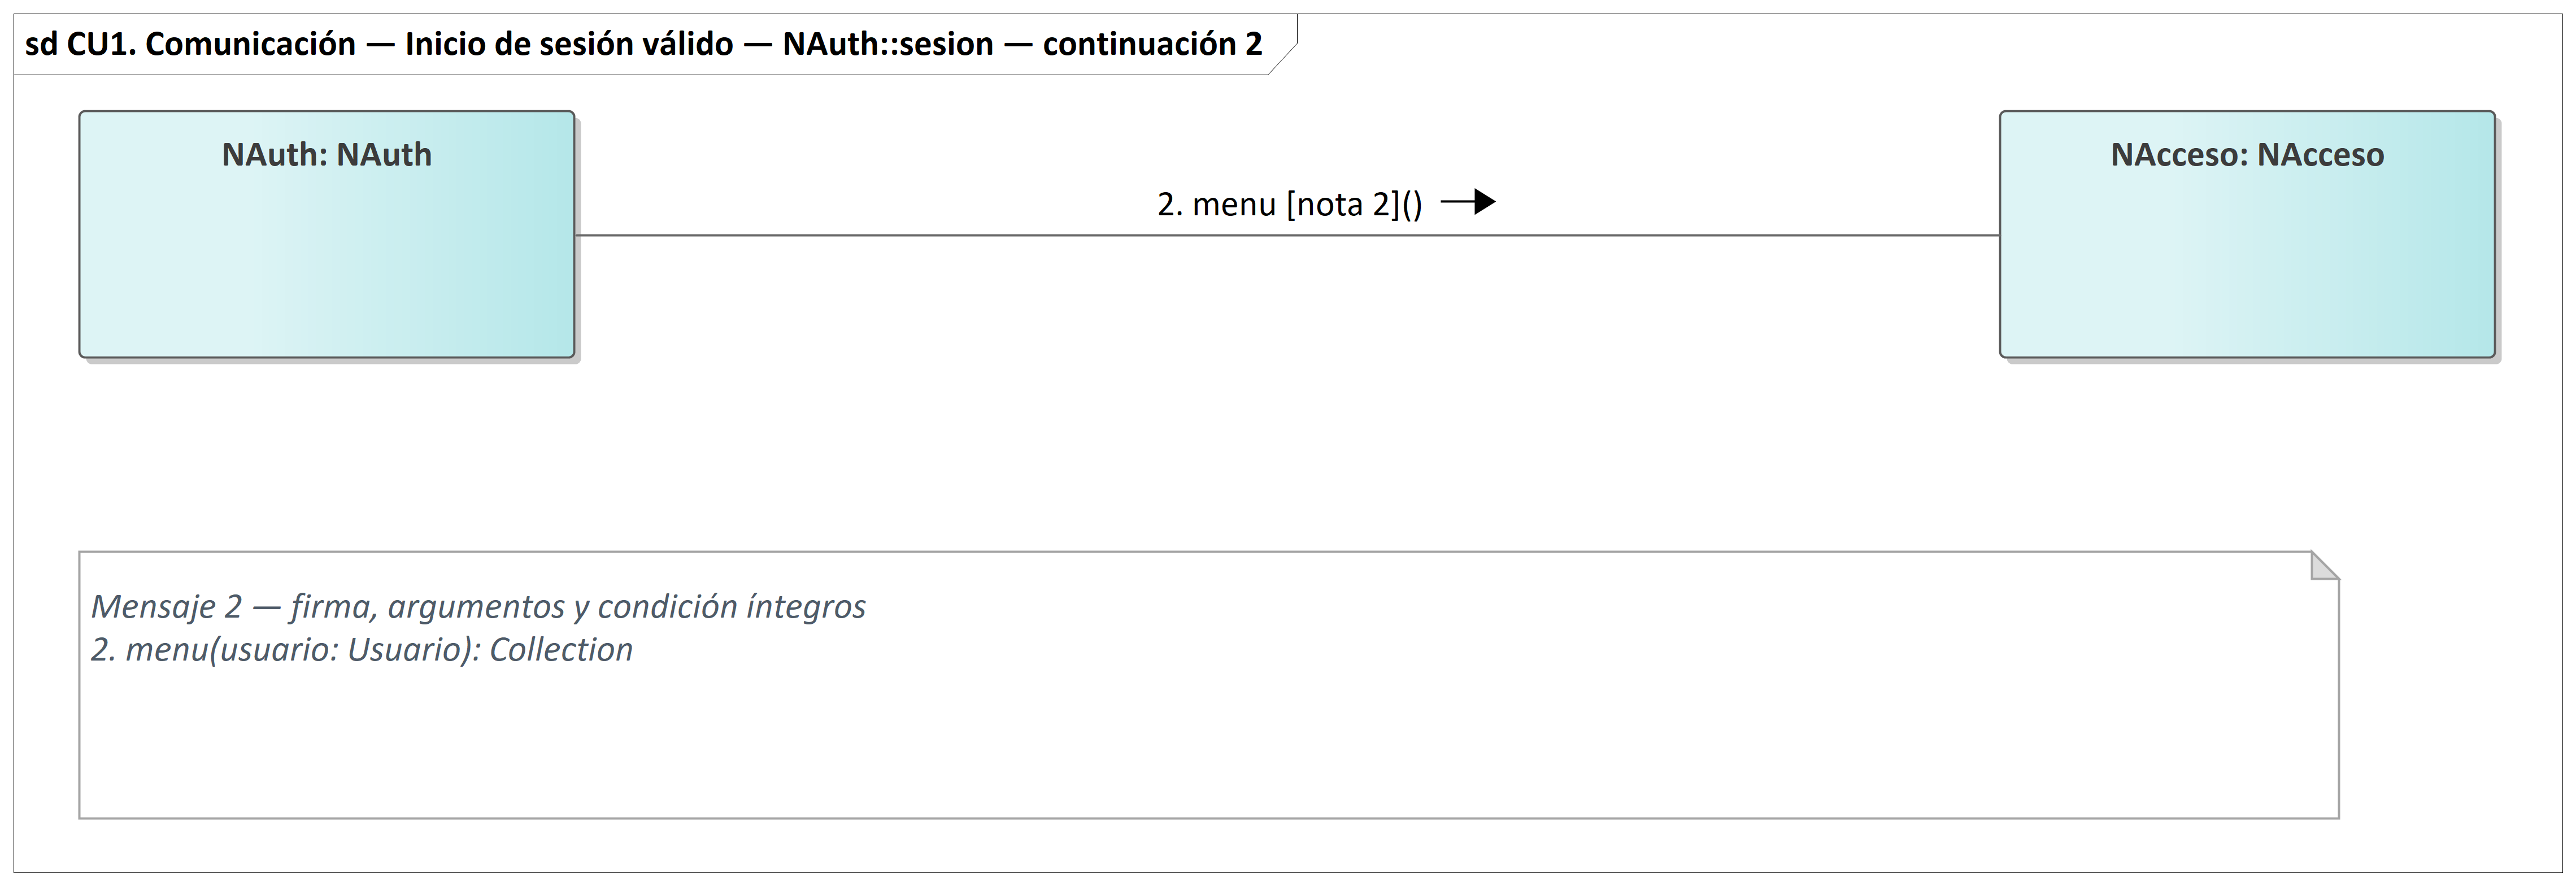 sd CU1. Comunicación — Inicio de sesión válido — NAuth::sesion — continuación 2
NAuth: NAuth
NAcceso: NAcceso
2. menu [nota 2]()
Mensaje 2 — firma, argumentos y condición íntegros
2. menu(usuario: Usuario): Collection